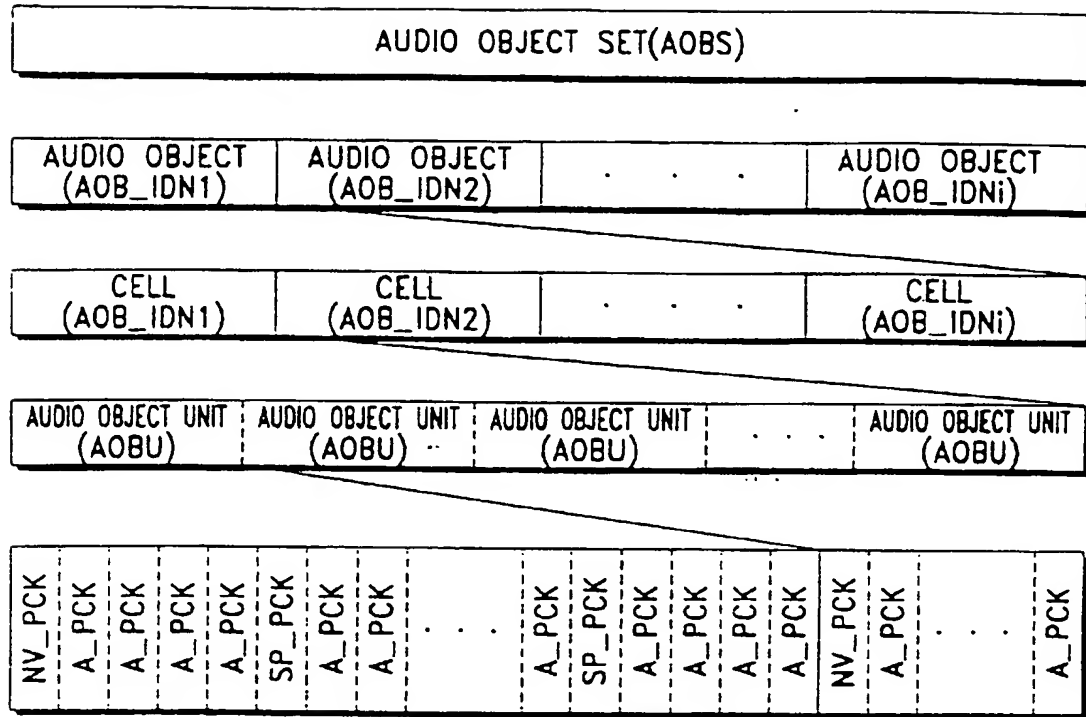 AUDIO OBJECT SET(AOBS)
AUDIO OBJECT (AOB_IDN1) AUDIO OBJECT (AOB_IDN2) . . . AUDIO OBJECT (AOB_IDNi)
CELL (AOB_IDN1) CELL (AOB_IDN2) . . . CELL (AOB_IDNi)
AUDIO OBJECT UNIT (AOBU) AUDIO OBJECT UNIT (AOBU) AUDIO OBJECT UNIT (AOBU) . . . AUDIO OBJECT UNIT (AOBU)
NV_PCK A_PCK A_PCK A_PCK A_PCK SP_PCK A_PCK A_PCK . . . A_PCK SP_PCK A_PCK A_PCK A_PCK A_PCK NV_PCK A_PCK . . . A_PCK